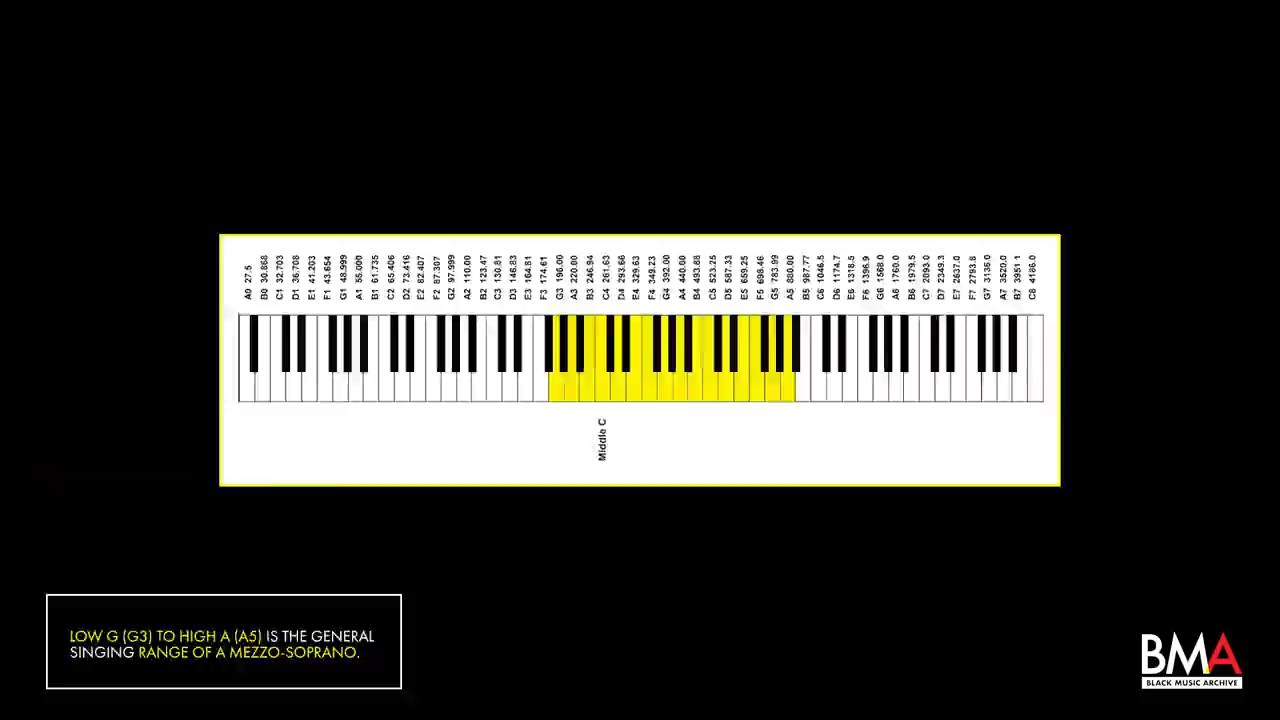 A0 27.5
B0 30.868
C1 32.703
D1 36.708
E1 41.203
F1 43.654
G1 48.999
A1 55.000
B1 61.735
C2 65.406
D2 73.416
E2 82.407
F2 87.307
G2 97.999
A2 110.00
B2 123.47
C3 130.81
D3 146.83
E3 164.81
F3 174.61
G3 196.00
A3 220.00
B3 246.94
C4 261.63
D4 293.66
E4 329.63
F4 349.23
G4 392.00
A4 440.00
B4 493.88
C5 523.25
D5 587.33
E5 659.25
F5 698.46
G5 783.99
A5 880.00
B5 987.77
C6 1046.5
D6 1174.7
E6 1318.5
F6 1396.9
G6 1568.0
A6 1760.0
B6 1979.5
C7 2093.0
D7 2349.3
E7 2637.0
F7 2793.8
G7 3136.0
A7 3520.0
B7 3951.1
C8 4186.0
Middle C
LOW G (G3) TO HIGH A (A5) IS THE GENERAL
SINGING RANGE OF A MEZZO-SOPRANO.
BMA
BLACK MUSIC ARCHIVE